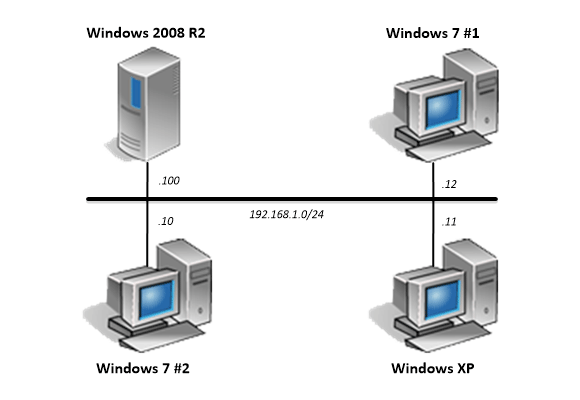 Windows 2008 R2
Windows 7 #1
.100
.12
192.168.1.0/24
.10
.11
Windows 7 #2
Windows XP